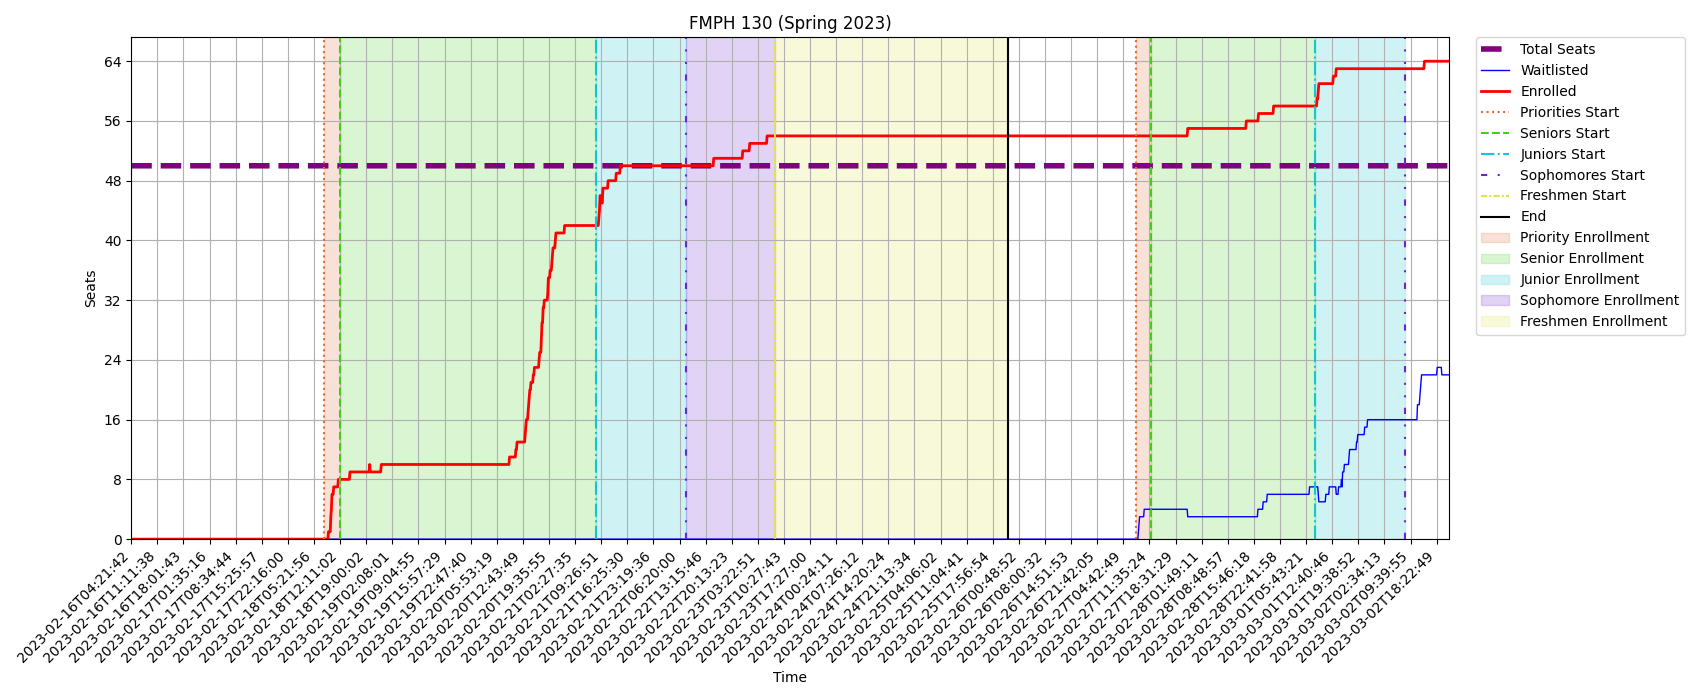 FMPH 130 (Spring 2023)
64
56
48
40
32
24
16
8
0
Seats
2023-02-16T04:21:42
2023-02-16T11:11:38
2023-02-16T18:01:43
2023-02-17T01:35:16
2023-02-17T08:34:44
2023-02-17T15:25:57
2023-02-17T22:16:00
2023-02-18T05:21:56
2023-02-18T12:11:02
2023-02-18T19:00:02
2023-02-19T02:08:01
2023-02-19T09:04:55
2023-02-19T15:57:29
2023-02-19T22:47:40
2023-02-20T05:53:19
2023-02-20T12:43:49
2023-02-20T19:35:55
2023-02-21T02:27:35
2023-02-21T09:26:51
2023-02-21T16:25:30
2023-02-21T23:19:36
2023-02-22T06:20:00
2023-02-22T13:15:46
2023-02-22T20:13:23
2023-02-23T03:22:51
2023-02-23T10:27:43
2023-02-23T17:27:00
2023-02-24T00:24:11
2023-02-24T07:26:12
2023-02-24T14:20:24
2023-02-24T21:13:34
2023-02-25T04:06:02
2023-02-25T11:04:41
2023-02-25T17:56:54
2023-02-26T00:48:52
2023-02-26T08:00:32
2023-02-26T14:51:53
2023-02-26T21:42:05
2023-02-27T04:42:49
2023-02-27T11:35:24
2023-02-27T18:31:29
2023-02-28T01:49:11
2023-02-28T08:48:57
2023-02-28T15:46:18
2023-02-28T22:41:58
2023-03-01T05:43:21
2023-03-01T12:40:46
2023-03-01T19:38:52
2023-03-02T02:34:13
2023-03-02T09:39:55
2023-03-02T18:22:49
Time
Total Seats
Waitlisted
Enrolled
Priorities Start
Seniors Start
Juniors Start
Sophomores Start
Freshmen Start
End
Priority Enrollment
Senior Enrollment
Junior Enrollment
Sophomore Enrollment
Freshmen Enrollment